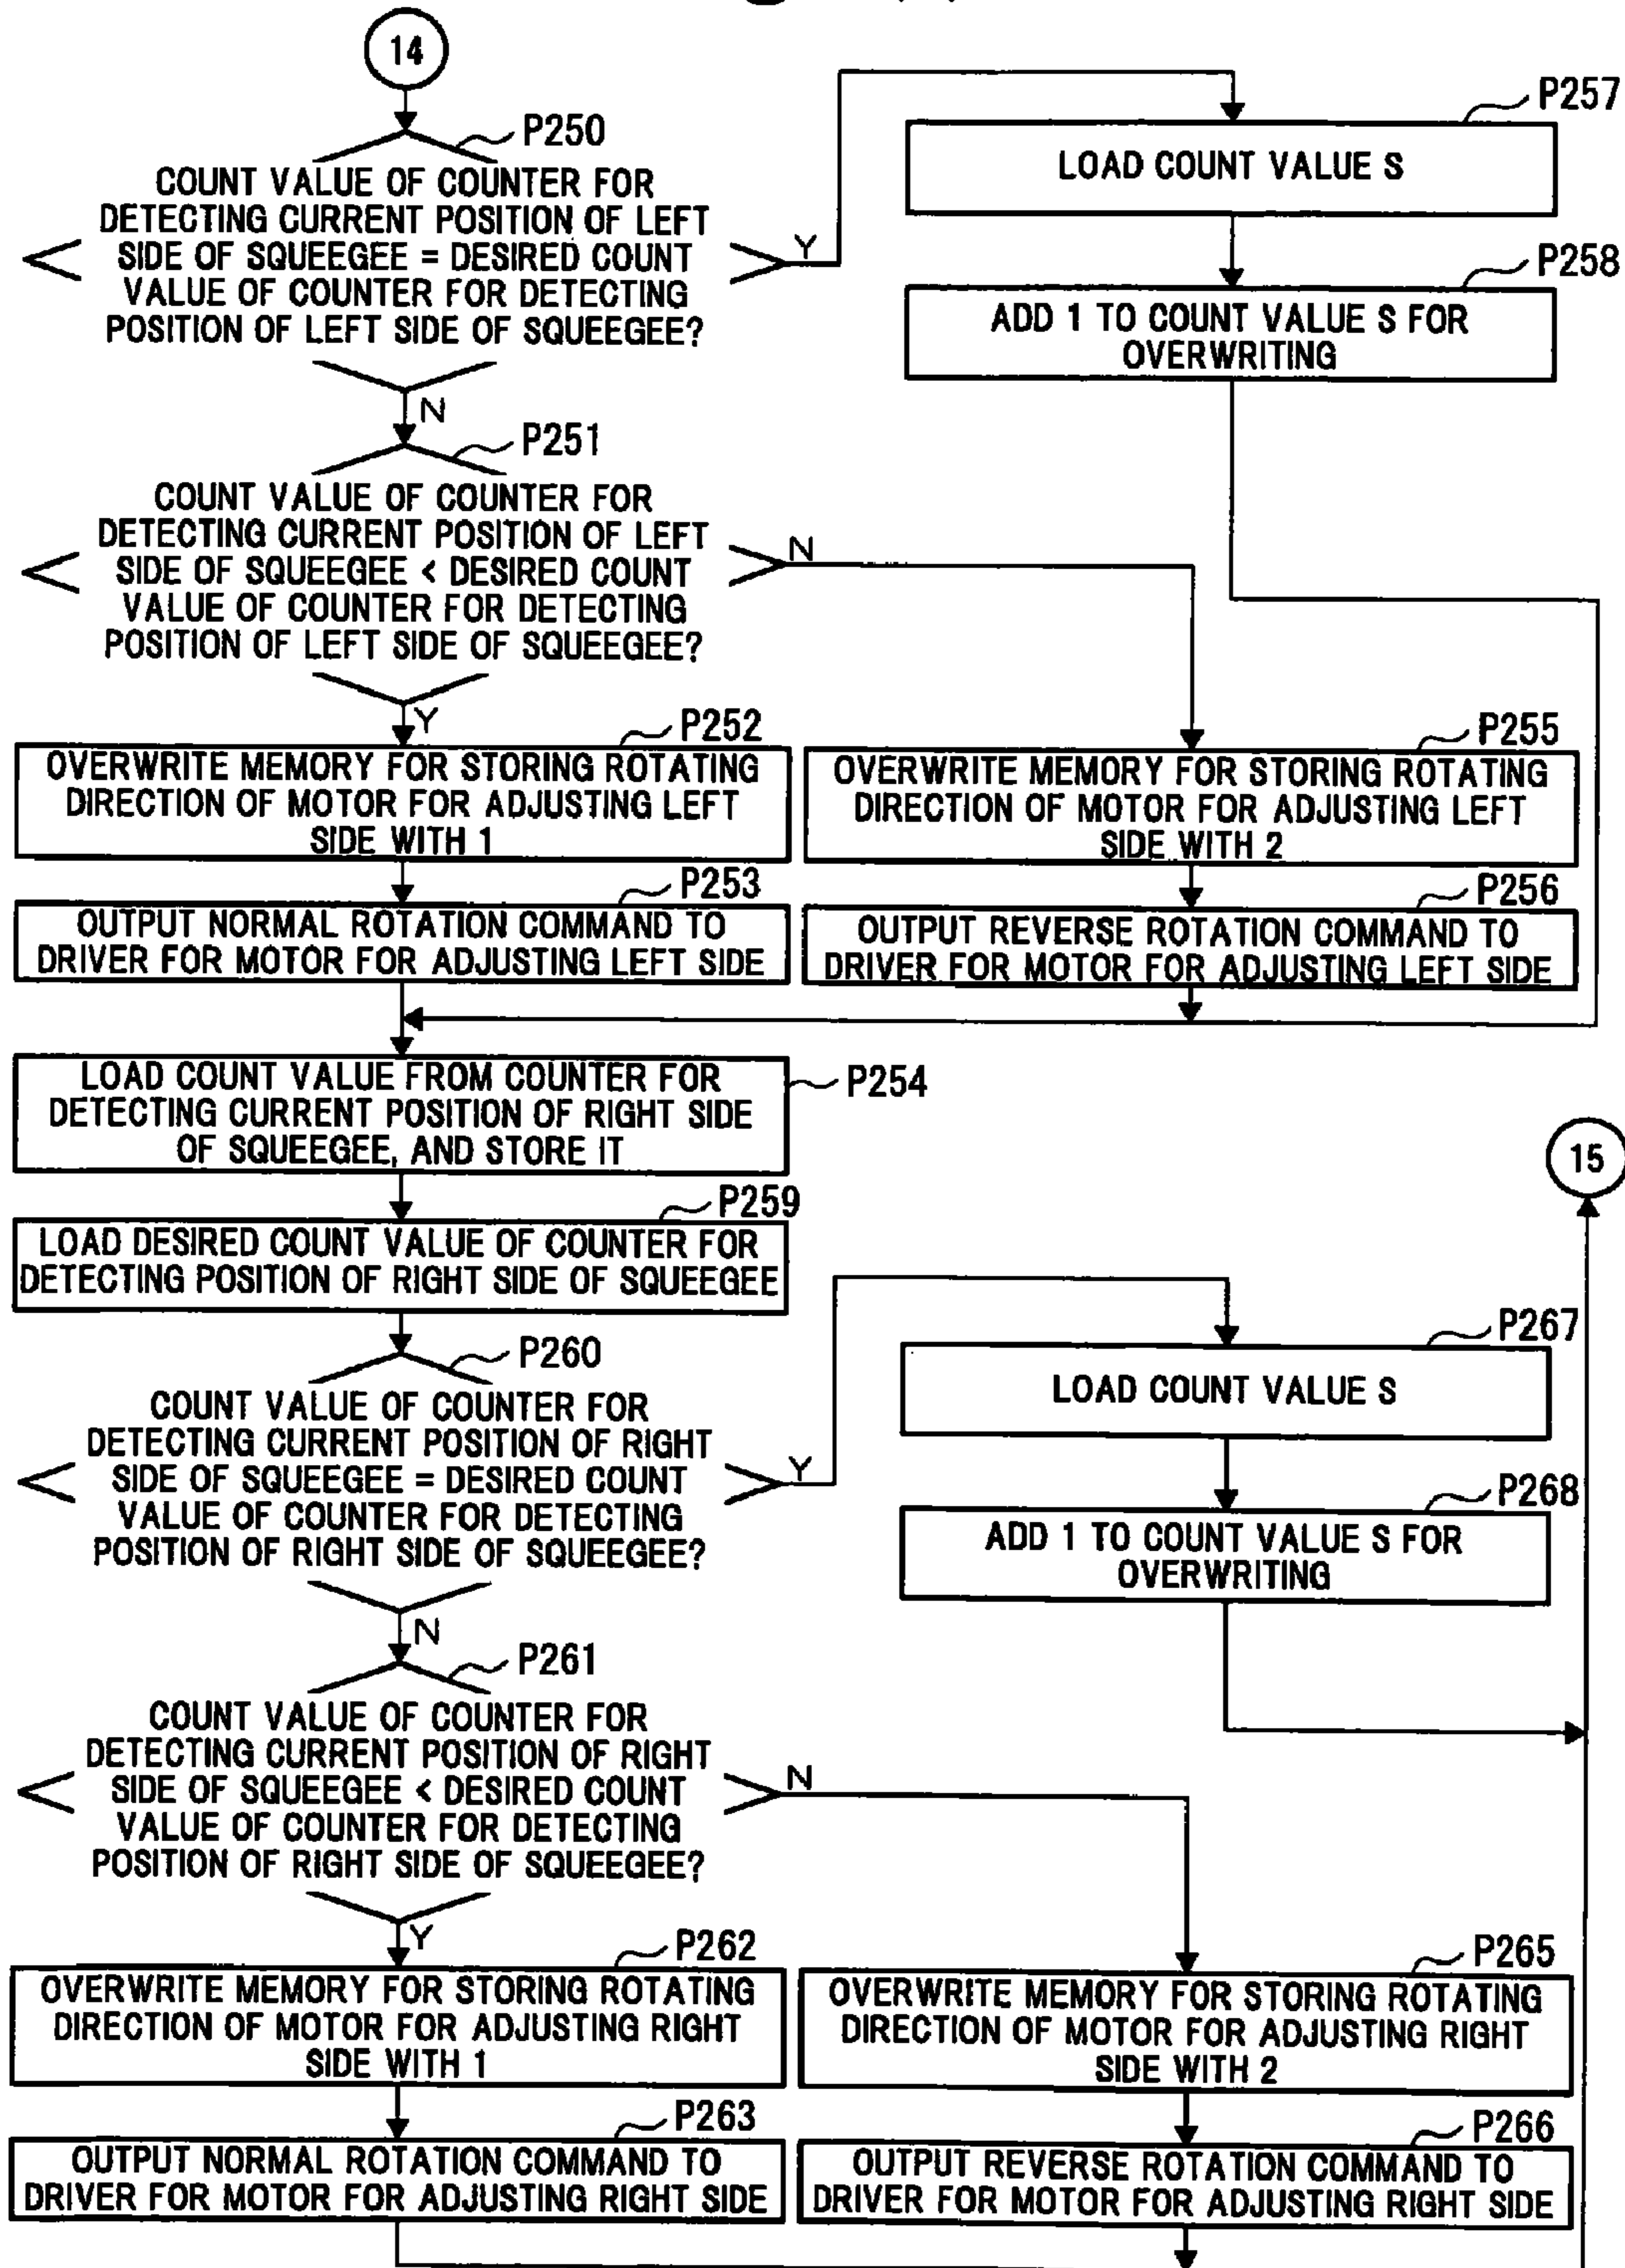 14
P250
COUNT VALUE OF COUNTER FOR
DETECTING CURRENT POSITION OF LEFT
SIDE OF SQUEEGEE = DESIRED COUNT
VALUE OF COUNTER FOR DETECTING
POSITION OF LEFT SIDE OF SQUEEGEE?
Y
N
P257
LOAD COUNT VALUE S
P258
ADD 1 TO COUNT VALUE S FOR
OVERWRITING
P251
COUNT VALUE OF COUNTER FOR
DETECTING CURRENT POSITION OF LEFT
SIDE OF SQUEEGEE < DESIRED COUNT
VALUE OF COUNTER FOR DETECTING
POSITION OF LEFT SIDE OF SQUEEGEE?
N
Y
P252
OVERWRITE MEMORY FOR STORING ROTATING
DIRECTION OF MOTOR FOR ADJUSTING LEFT
SIDE WITH 1
P255
OVERWRITE MEMORY FOR STORING ROTATING
DIRECTION OF MOTOR FOR ADJUSTING LEFT
SIDE WITH 2
P253
OUTPUT NORMAL ROTATION COMMAND TO
DRIVER FOR MOTOR FOR ADJUSTING LEFT SIDE
P256
OUTPUT REVERSE ROTATION COMMAND TO
DRIVER FOR MOTOR FOR ADJUSTING LEFT SIDE
P254
LOAD COUNT VALUE FROM COUNTER FOR
DETECTING CURRENT POSITION OF RIGHT SIDE
OF SQUEEGEE, AND STORE IT
15
P259
LOAD DESIRED COUNT VALUE OF COUNTER FOR
DETECTING POSITION OF RIGHT SIDE OF SQUEEGEE
P260
COUNT VALUE OF COUNTER FOR
DETECTING CURRENT POSITION OF RIGHT
SIDE OF SQUEEGEE = DESIRED COUNT
VALUE OF COUNTER FOR DETECTING
POSITION OF RIGHT SIDE OF SQUEEGEE?
Y
N
P267
LOAD COUNT VALUE S
P268
ADD 1 TO COUNT VALUE S FOR
OVERWRITING
P261
COUNT VALUE OF COUNTER FOR
DETECTING CURRENT POSITION OF RIGHT
SIDE OF SQUEEGEE < DESIRED COUNT
VALUE OF COUNTER FOR DETECTING
POSITION OF RIGHT SIDE OF SQUEEGEE?
N
Y
P262
OVERWRITE MEMORY FOR STORING ROTATING
DIRECTION OF MOTOR FOR ADJUSTING RIGHT
SIDE WITH 1
P265
OVERWRITE MEMORY FOR STORING ROTATING
DIRECTION OF MOTOR FOR ADJUSTING RIGHT
SIDE WITH 2
P263
OUTPUT NORMAL ROTATION COMMAND TO
DRIVER FOR MOTOR FOR ADJUSTING RIGHT SIDE
P266
OUTPUT REVERSE ROTATION COMMAND TO
DRIVER FOR MOTOR FOR ADJUSTING RIGHT SIDE